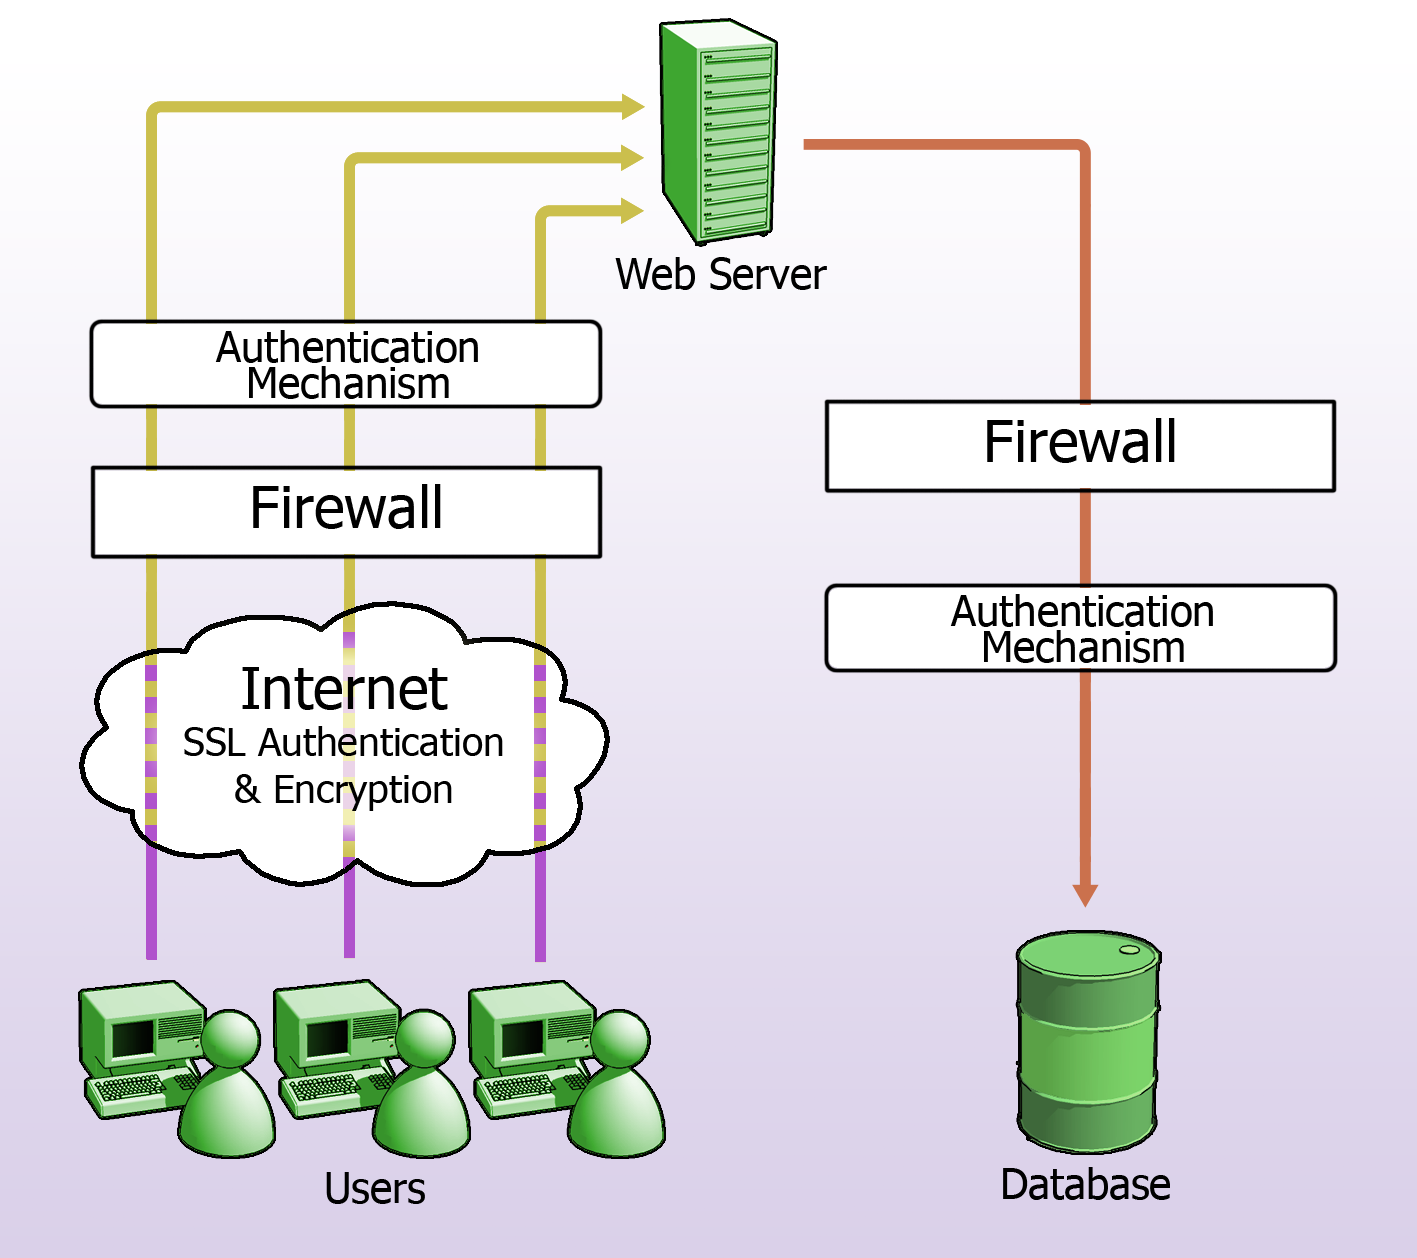 Web Server
Authentication
Mechanism
Firewall
Internet
SSL Authentication
& Encryption
Users
Firewall
Authentication
Mechanism
Database